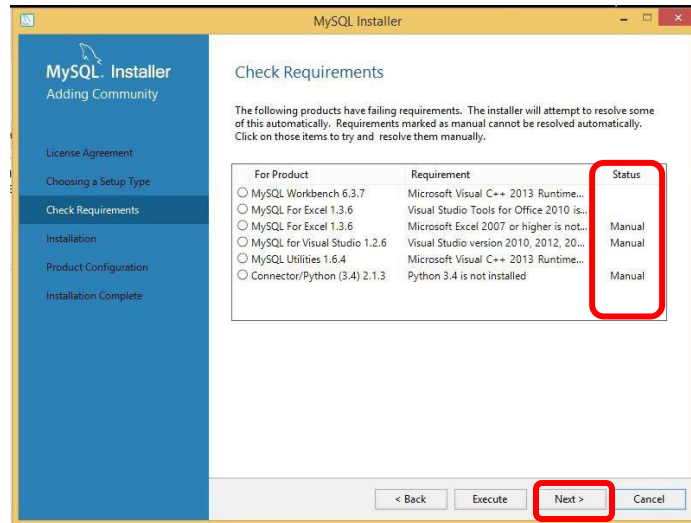 MySQL Installer
MySQL. Installer
Adding Community
License Agreement
Choosing a Setup Type
Check Requirements
Installation
Product Configuration
Installation Complete
Check Requirements
The following products have failing requirements. The installer will attempt to resolve some
of this automatically. Requirements marked as manual cannot be resolved automatically.
Click on those items to try and resolve them manually.
For Product Requirement Status
MySQL Workbench 6.3.7 Microsoft Visual C++ 2013 Runtime...
MySQL For Excel 1.3.6 Visual Studio Tools for Office 2010 is...
MySQL For Excel 1.3.6 Microsoft Excel 2007 or higher is not... Manual
MySQL for Visual Studio 1.2.6 Visual Studio version 2010, 2012, 20... Manual
MySQL Utilities 1.6.4 Microsoft Visual C++ 2013 Runtime...
Connector/Python (3.4) 2.1.3 Python 3.4 is not installed Manual
< Back Execute Next > Cancel